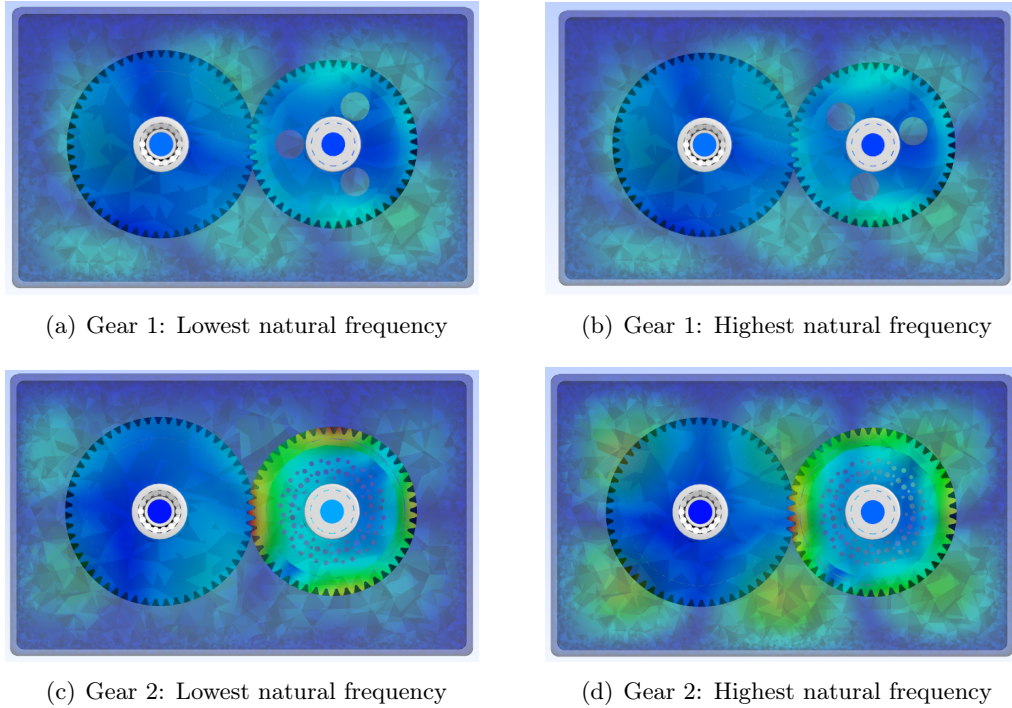 (a) Gear 1: Lowest natural frequency
(b) Gear 1: Highest natural frequency
(c) Gear 2: Lowest natural frequency
(d) Gear 2: Highest natural frequency